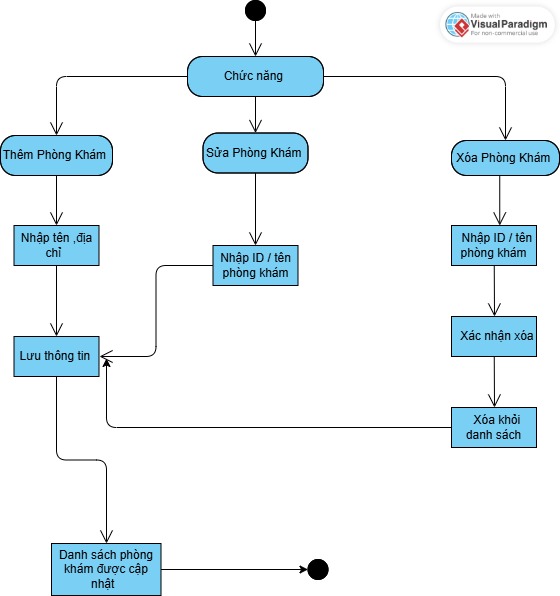 Made with
VisualParadigm
For non-commercial use
Chức năng
Thêm Phòng Khám
Sửa Phòng Khám
Xóa Phòng Khám
Nhập tên ,địa
chỉ
Nhập ID / tên
phòng khám
Nhập ID / tên
phòng khám
Lưu thông tin
Xác nhận xóa
Xóa khỏi
danh sách
Danh sách phòng
khám được cập
nhật